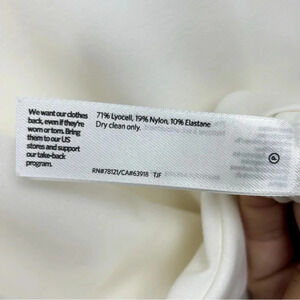 We want our clothes
back, even if they're
worn or torn. Bring
them to our US
stores and support
our take-back
program.
71% Lyocell, 19% Nylon, 10% Elastane
Dry clean only.
RN#78121/CA#63918 TJF
P